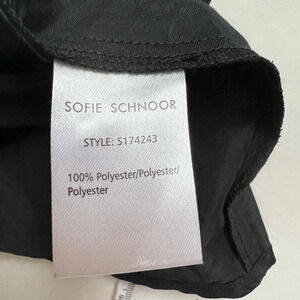 SOFIE SCHNOOR
STYLE: S174243
100% Polyester/Polyester/
Polyester